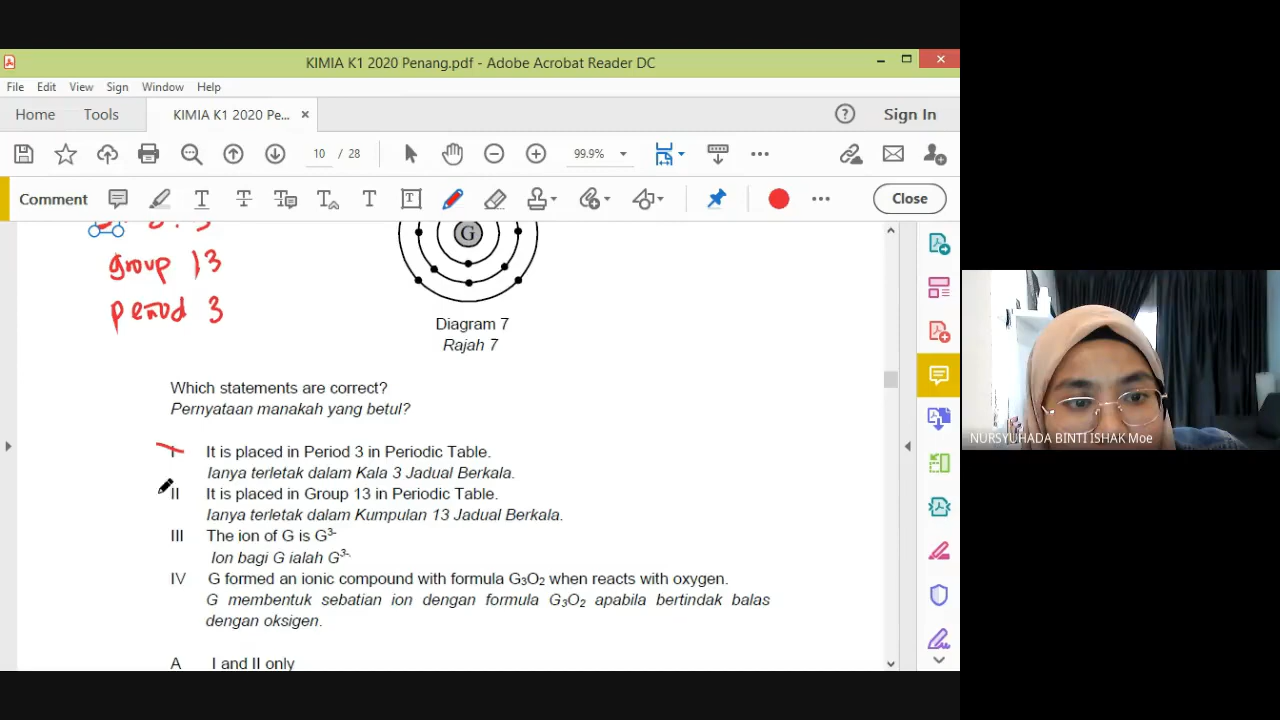 KIMIA K1 2020 Penang.pdf - Adobe Acrobat Reader DC
File Edit View Sign Window Help
Home Tools KIMIA K1 2020 Pe... × ? Sign In
10 / 28 99.9%
Comment Close
group 13
period 3
G
Diagram 7
Rajah 7
Which statements are correct?
Pernyataan manakah yang betul?
I It is placed in Period 3 in Periodic Table.
Ianya terletak dalam Kala 3 Jadual Berkala.
II It is placed in Group 13 in Periodic Table.
Ianya terletak dalam Kumpulan 13 Jadual Berkala.
III The ion of G is G³⁻
Ion bagi G ialah G³⁻.
IV G formed an ionic compound with formula G₃O₂ when reacts with oxygen.
G membentuk sebatian ion dengan formula G₃O₂ apabila bertindak balas
dengan oksigen.
A I and II only
NURSYUHADA BINTI ISHAK Moe